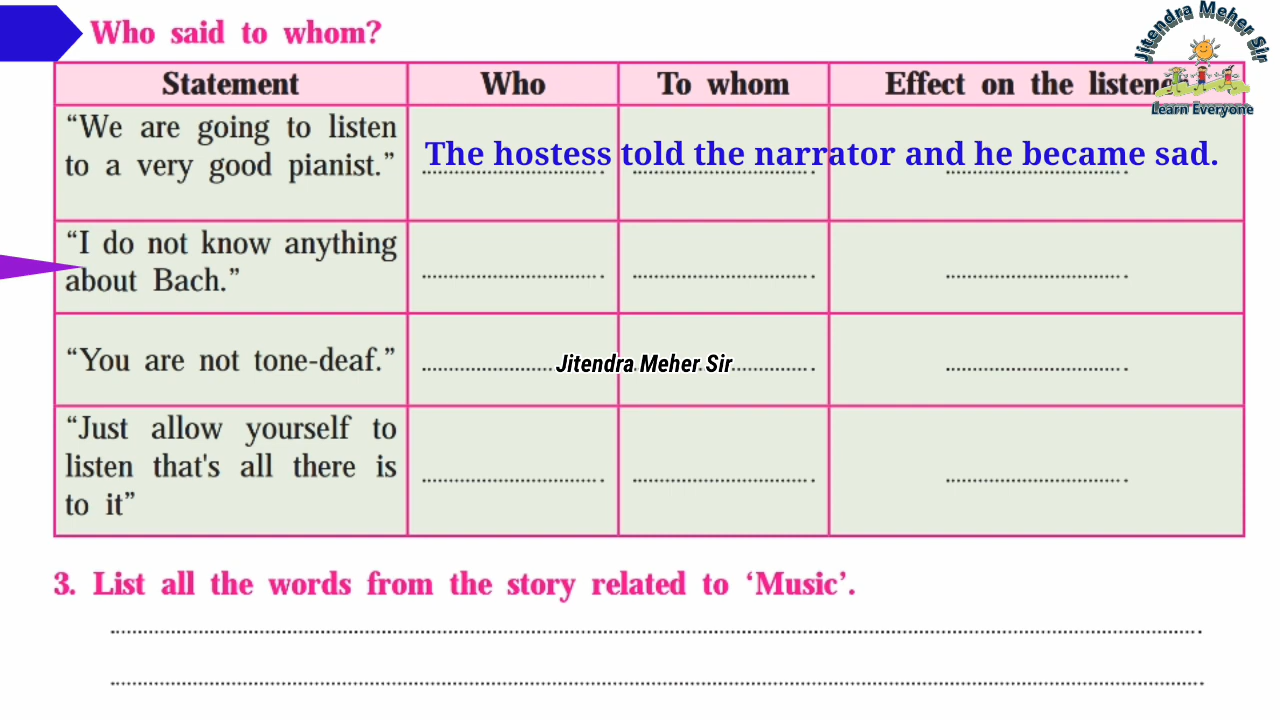 Who said to whom?
Jitendra Meher Sir
Learn Everyone
Statement Who To whom Effect on the listener
“We are going to listen
to a very good pianist.”
The hostess told the narrator and he became sad.
“I do not know anything
about Bach.”
“You are not tone-deaf.”
Jitendra Meher Sir
“Just allow yourself to
listen that's all there is
to it”
3. List all the words from the story related to ‘Music’.